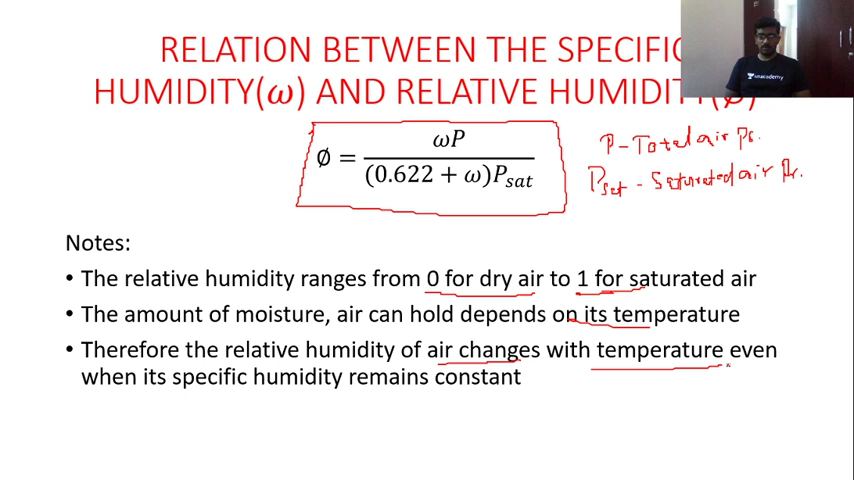 RELATION BETWEEN THE SPECIFIC
HUMIDITY(ω) AND RELATIVE HUMIDITY(∅)
unacademy
∅ = ωP / (0.622 + ω)P_sat
P - Total air Pr.
P_sat - Saturated air Pr.
Notes:
• The relative humidity ranges from 0 for dry air to 1 for saturated air
• The amount of moisture, air can hold depends on its temperature
• Therefore the relative humidity of air changes with temperature even
when its specific humidity remains constant